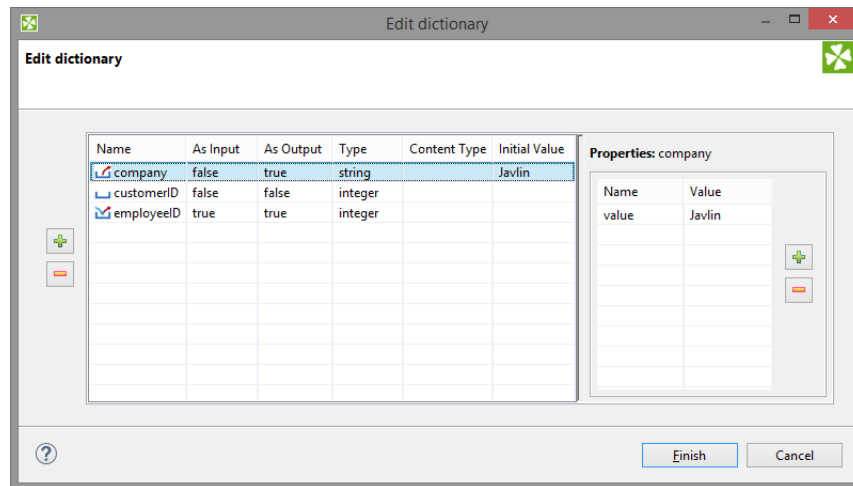 Edit dictionary
Edit dictionary
Name As Input As Output Type Content Type Initial Value
company false true string Javlin
customerID false false integer
employeeID true true integer
Properties: company
Name Value
value Javlin
Finish Cancel